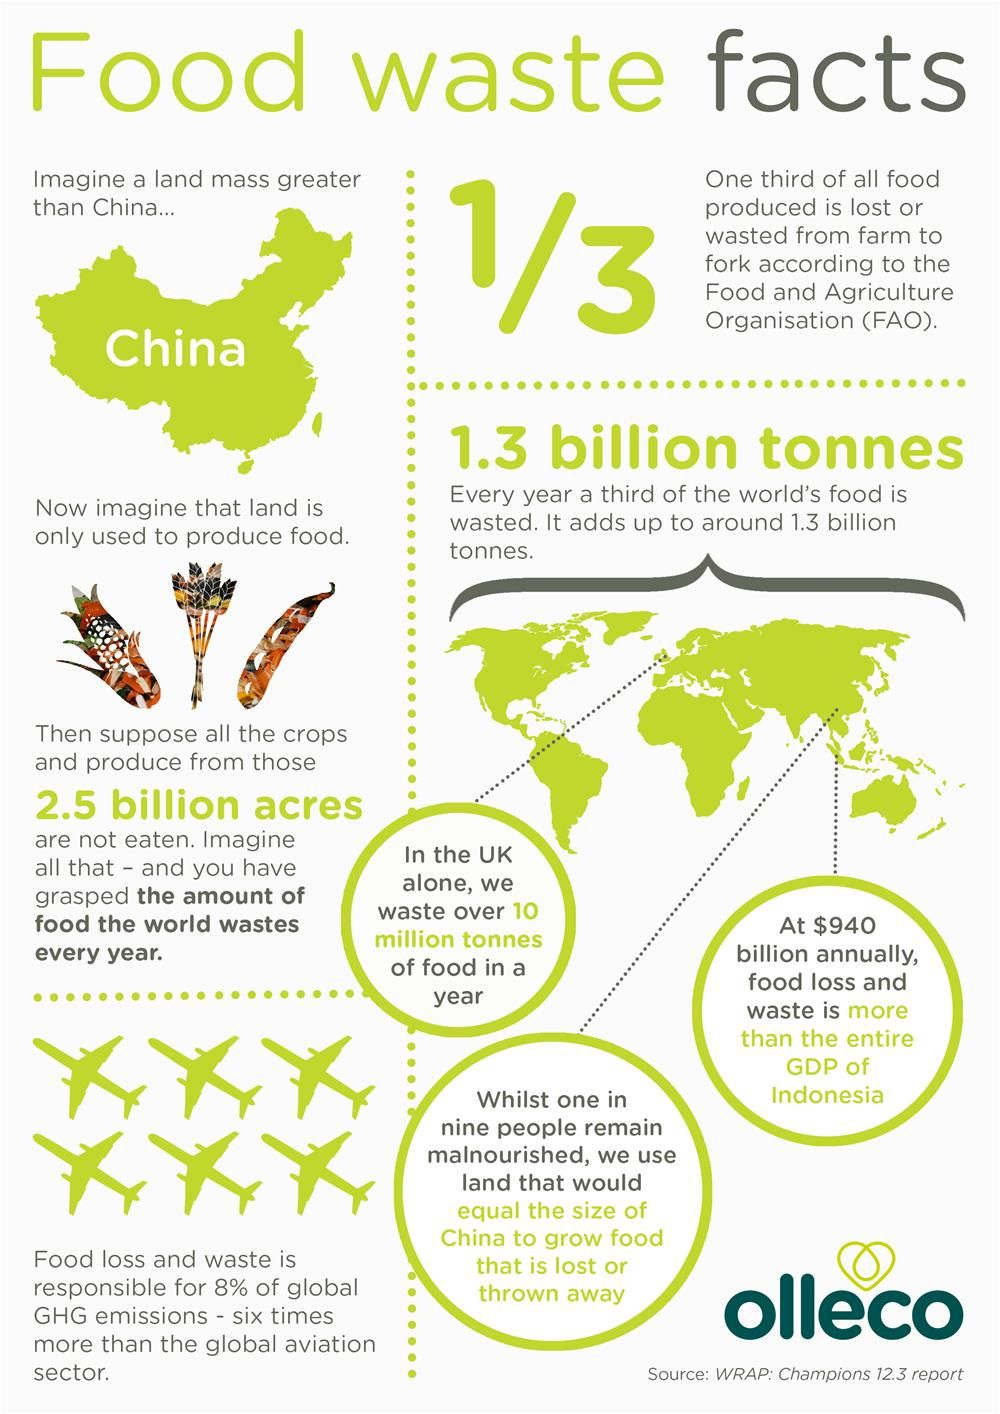 Food waste facts
Imagine a land mass greater
than China...
China
Now imagine that land is
only used to produce food.
Then suppose all the crops
and produce from those
2.5 billion acres
are not eaten. Imagine
all that – and you have
grasped the amount of
food the world wastes
every year.
1/3
One third of all food
produced is lost or
wasted from farm to
fork according to the
Food and Agriculture
Organisation (FAO).
1.3 billion tonnes
Every year a third of the world's food is
wasted. It adds up to around 1.3 billion
tonnes.
In the UK
alone, we
waste over 10
million tonnes
of food in a
year
At $940
billion annually,
food loss and
waste is more
than the entire
GDP of
Indonesia
Whilst one in
nine people remain
malnourished, we use
land that would
equal the size of
China to grow food
that is lost or
thrown away
Food loss and waste is
responsible for 8% of global
GHG emissions - six times
more than the global aviation
sector.
olleco
Source: WRAP: Champions 12.3 report